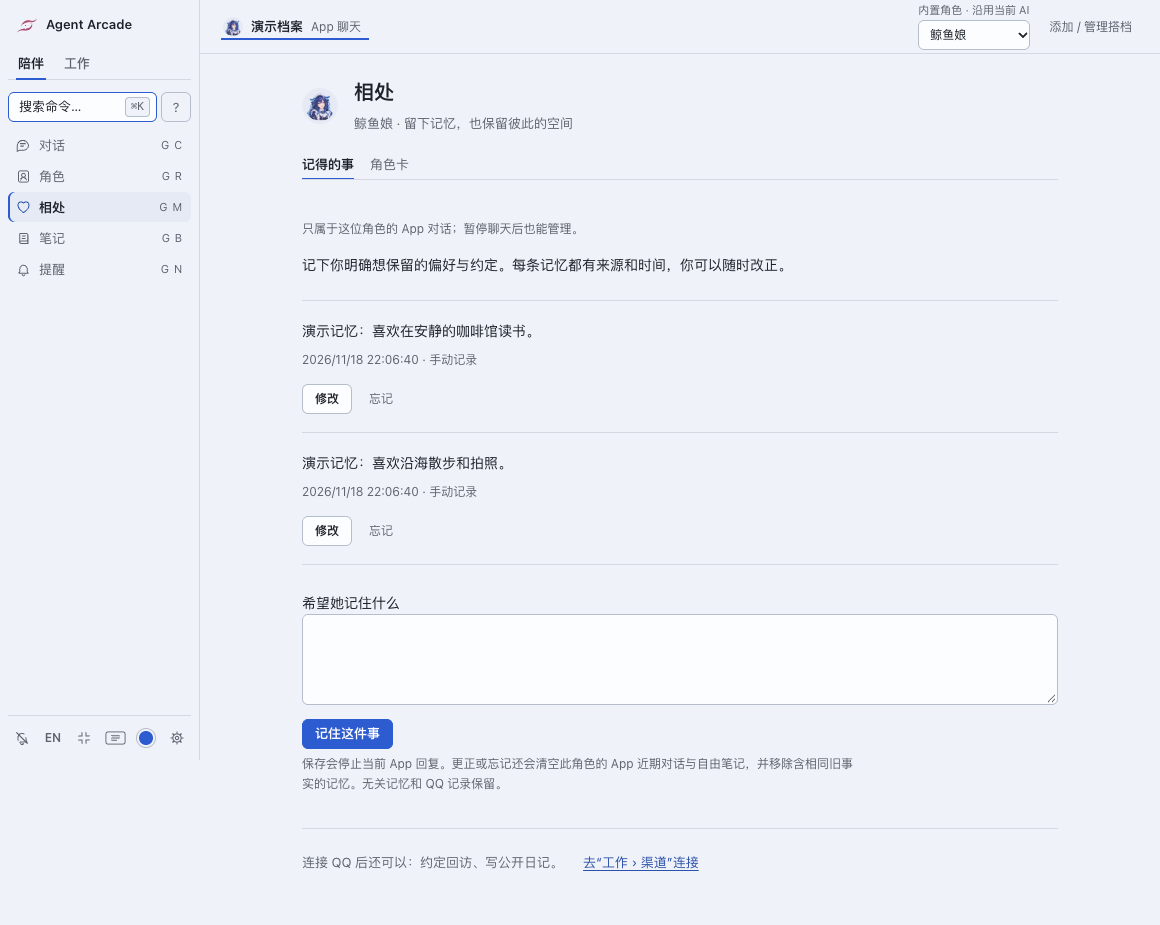 Agent Arcade
陪伴 工作
搜索命令... ⌘K ?
对话 G C
角色 G R
相处 G M
笔记 G B
提醒 G N
EN
演示档案 App 聊天
内置角色 · 沿用当前 AI
鲸鱼娘
添加 / 管理搭档
相处
鲸鱼娘 · 留下记忆，也保留彼此的空间
记得的事 角色卡
只属于这位角色的 App 对话；暂停聊天后也能管理。
记下你明确想保留的偏好与约定。每条记忆都有来源和时间，你可以随时改正。
演示记忆：喜欢在安静的咖啡馆读书。
2026/11/18 22:06:40 · 手动记录
修改 忘记
演示记忆：喜欢沿海散步和拍照。
2026/11/18 22:06:40 · 手动记录
修改 忘记
希望她记住什么
记住这件事
保存会停止当前 App 回复。更正或忘记还会清空此角色的 App 近期对话与自由笔记，并移除含相同旧事
实的记忆。无关记忆和 QQ 记录保留。
连接 QQ 后还可以：约定回访、写公开日记。 去“工作 › 渠道”连接